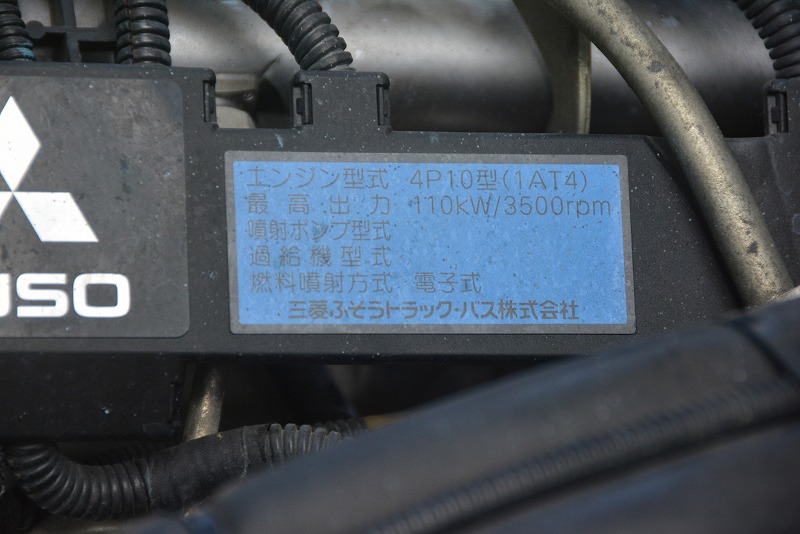 エンジン型式 4P10型(1AT4)
最高出力 110kW/3500rpm
噴射ポンプ型式
過給機型式
燃料噴射方式 電子式
三菱ふそうトラック・バス株式会社
USO